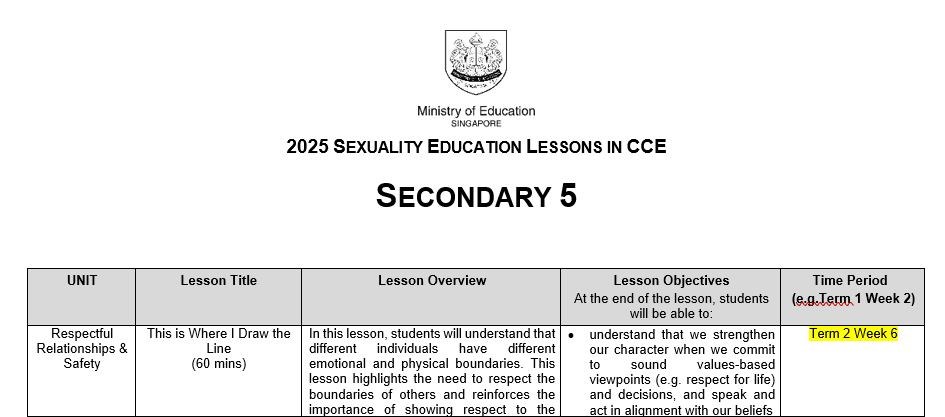 Ministry of Education
SINGAPORE
2025 SEXUALITY EDUCATION LESSONS IN CCE
SECONDARY 5
UNIT
Lesson Title
Lesson Overview
Lesson Objectives
At the end of the lesson, students
will be able to:
Time Period
(e.g.Term 1 Week 2)
Respectful
Relationships &
Safety
This is Where I Draw the
Line
(60 mins)
In this lesson, students will understand that
different individuals have different
emotional and physical boundaries. This
lesson highlights the need to respect the
boundaries of others and reinforces the
importance of showing respect to the
• understand that we strengthen
our character when we commit
to sound values-based
viewpoints (e.g. respect for life)
and decisions, and speak and
act in alignment with our beliefs
Term 2 Week 6